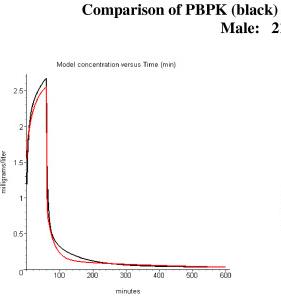 Comparison of PBPK (black)
Male: 2
Model concentration versus Time (min)
2.5
2
1.5
1
0.5
0
milligrams/liter
100 200 300 400 500 600
minutes